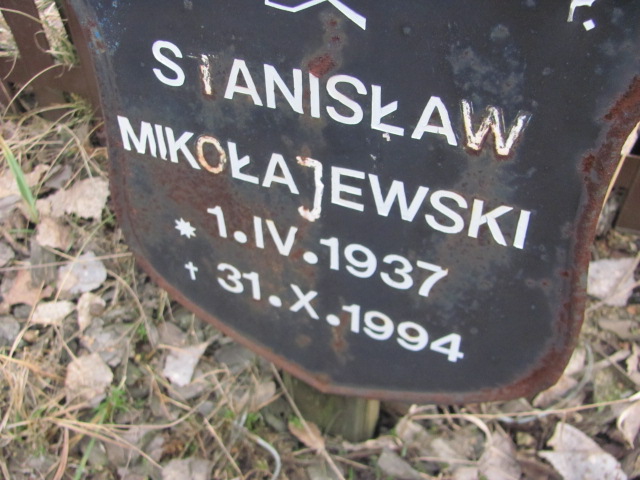 STANISŁAW
MIKOŁAJEWSKI
* 1.IV.1937
† 31.X.1994